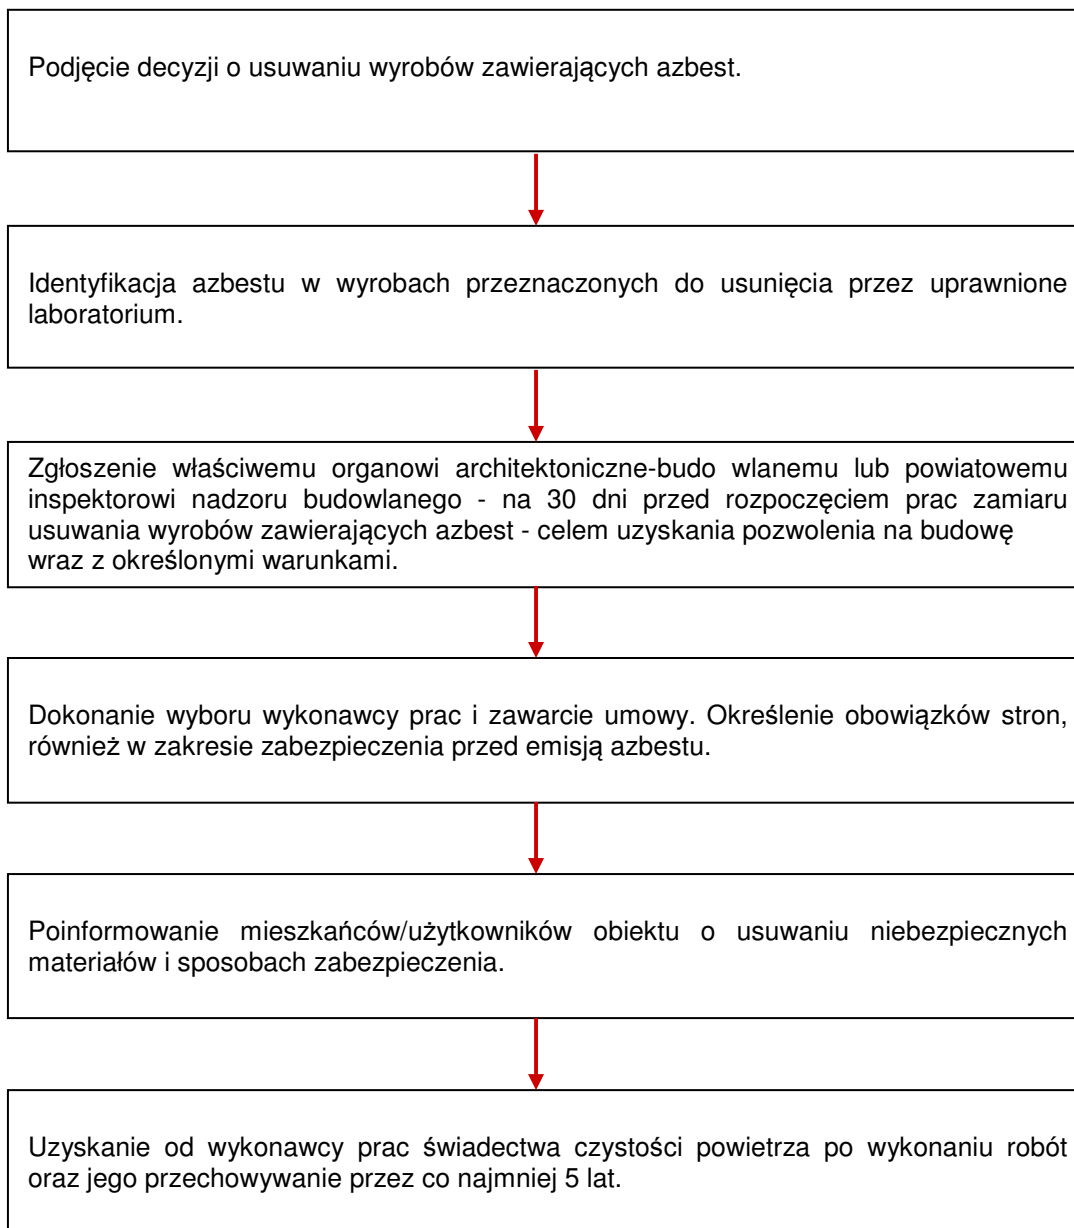 Podjęcie decyzji o usuwaniu wyrobów zawierających azbest.
Identyfikacja azbestu w wyrobach przeznaczonych do usunięcia przez uprawnione
laboratorium.
Zgłoszenie właściwemu organowi architektoniczne-budo wlanemu lub powiatowemu
inspektorowi nadzoru budowlanego - na 30 dni przed rozpoczęciem prac zamiaru
usuwania wyrobów zawierających azbest - celem uzyskania pozwolenia na budowę
wraz z określonymi warunkami.
Dokonanie wyboru wykonawcy prac i zawarcie umowy. Określenie obowiązków stron,
również w zakresie zabezpieczenia przed emisją azbestu.
Poinformowanie mieszkańców/użytkowników obiektu o usuwaniu niebezpiecznych
materiałów i sposobach zabezpieczenia.
Uzyskanie od wykonawcy prac świadectwa czystości powietrza po wykonaniu robót
oraz jego przechowywanie przez co najmniej 5 lat.